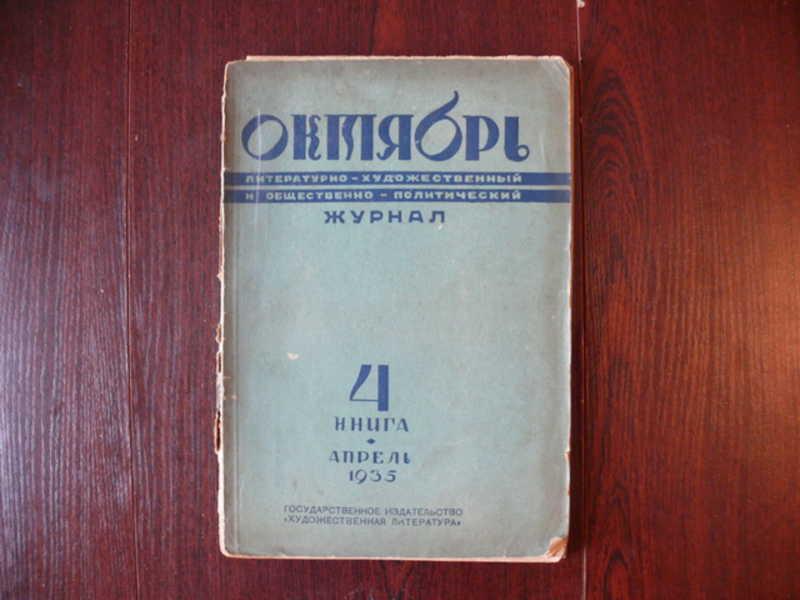 ОКТЯБРЬ
ЛИТЕРАТУРНО - ХУДОЖЕСТВЕННЫЙ
И ОБЩЕСТВЕННО - ПОЛИТИЧЕСКИЙ
ЖУРНАЛ
4
КНИГА
АПРЕЛЬ
1935
ГОСУДАРСТВЕННОЕ ИЗДАТЕЛЬСТВО
«ХУДОЖЕСТВЕННАЯ ЛИТЕРАТУРА»